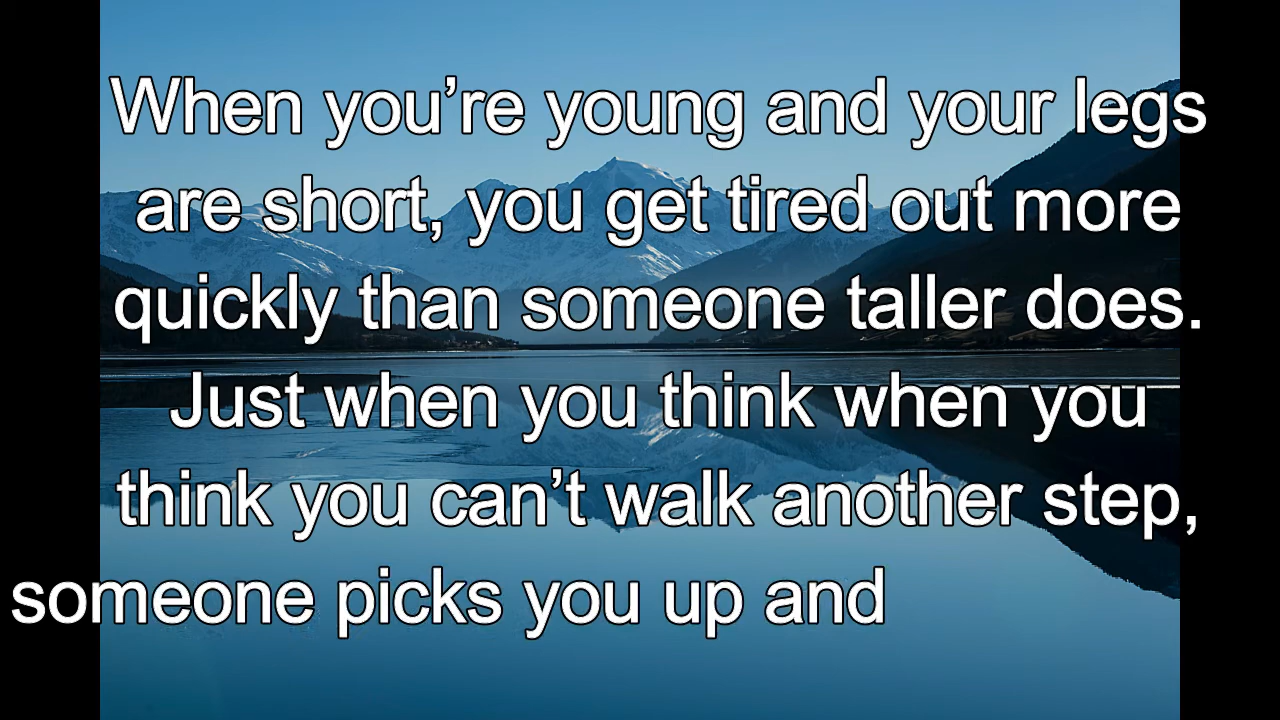 When you’re young and your legs
are short, you get tired out more
quickly than someone taller does.
Just when you think when you
think you can’t walk another step,
someone picks you up and